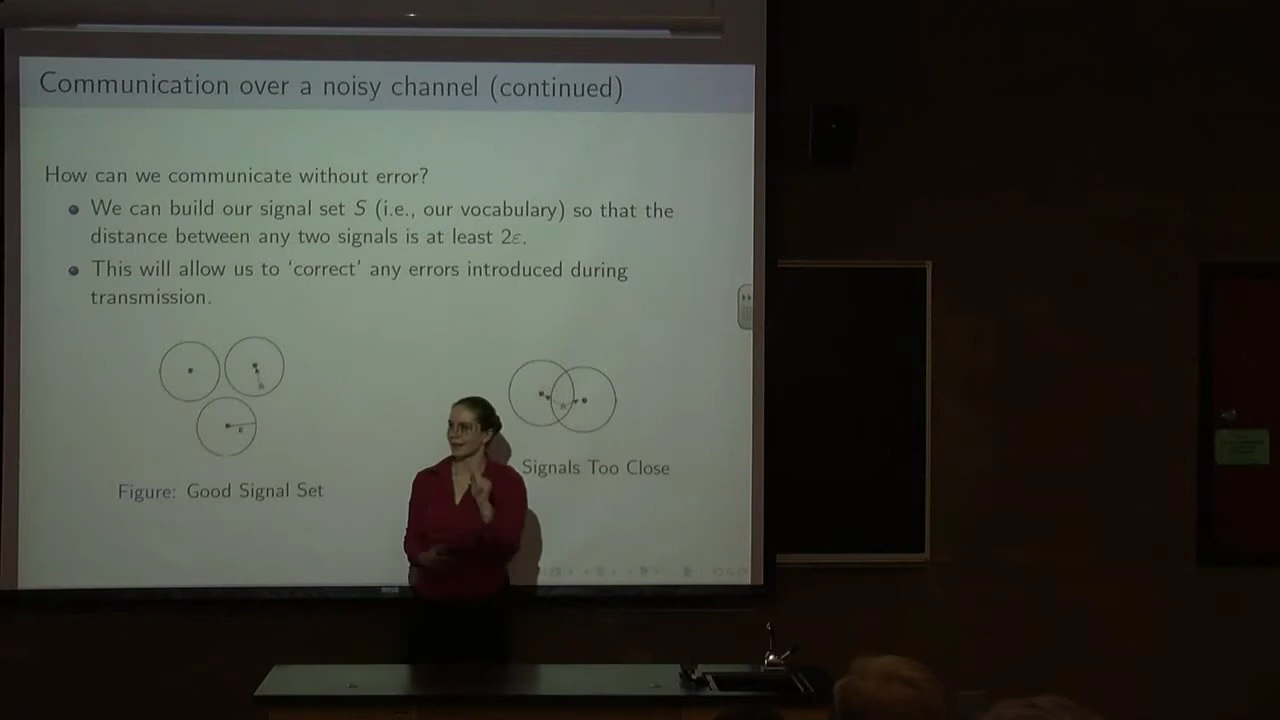 Communication over a noisy channel (continued)
How can we communicate without error?
We can build our signal set S (i.e., our vocabulary) so that the
distance between any two signals is at least 2ε.
This will allow us to 'correct' any errors introduced during
transmission.
ε
Figure: Good Signal Set
Signals Too Close